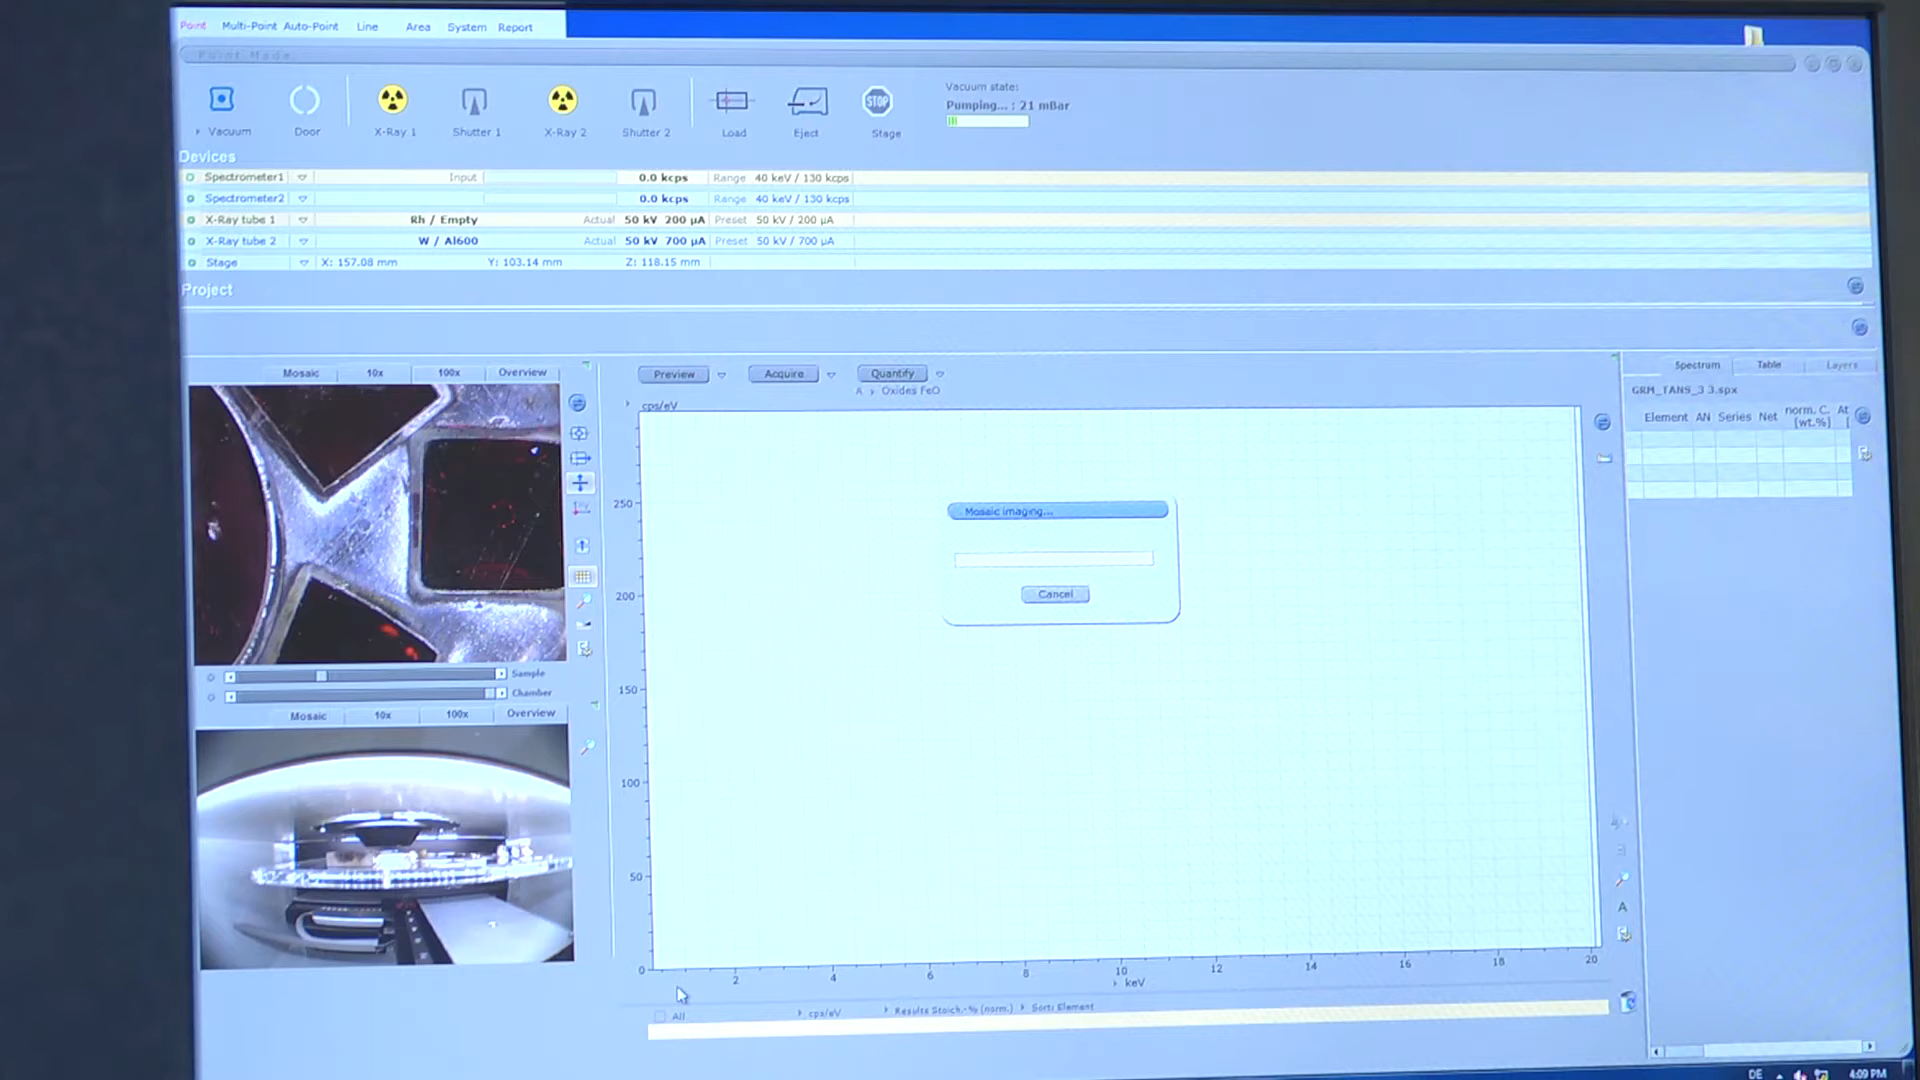 Point Multi-Point Auto-Point Line Area System Report
Point Mode
Vacuum Door X-Ray 1 Shutter 1 X-Ray 2 Shutter 2 Load Eject STOP Stage
Vacuum state:
Pumping... : 21 mBar
Devices
Spectrometer1 Input 0.0 kcps Range 40 keV / 130 kcps
Spectrometer2 0.0 kcps Range 40 keV / 130 kcps
X-Ray tube 1 Rh / Empty Actual 50 kV 200 µA Preset 50 kV / 200 µA
X-Ray tube 2 W / Al600 Actual 50 kV 700 µA Preset 50 kV / 700 µA
Stage X: 157.08 mm Y: 103.14 mm Z: 118.15 mm
Project
Mosaic 10x 100x Overview
Sample
Chamber
Mosaic 10x 100x Overview
Preview Acquire Quantify
A Oxides FeO
cps/eV
250
200
150
100
50
0
2 4 6 8 10 12 14 16 18 20
keV
Mosaic imaging...
Cancel
All cps/eV Results Stoich.-% (norm.) Sort: Element
Spectrum Table Layers
GRM_TANS_3 3.spx
Element AN Series Net norm. C. At
[wt.%] [
A
DE 4:09 PM